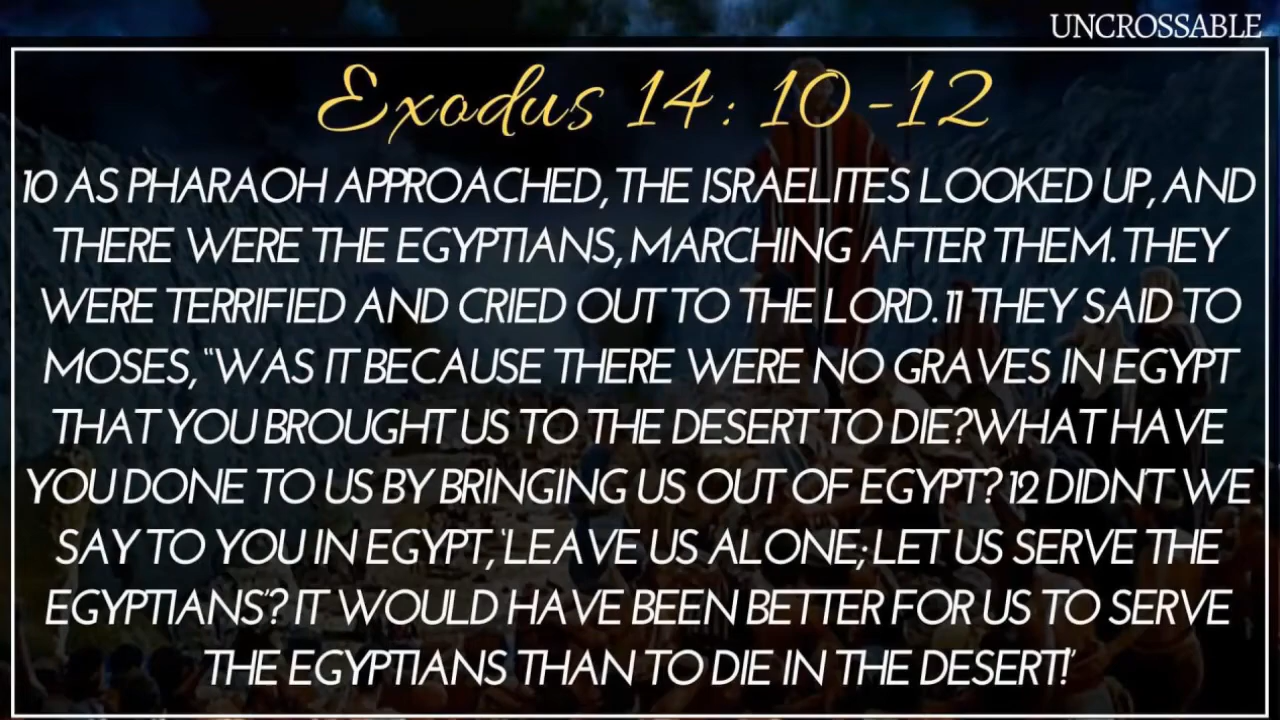 UNCROSSABLE
Exodus 14: 10-12
10 AS PHARAOH APPROACHED, THE ISRAELITES LOOKED UP, AND
THERE WERE THE EGYPTIANS, MARCHING AFTER THEM. THEY
WERE TERRIFIED AND CRIED OUT TO THE LORD. 11 THEY SAID TO
MOSES, “WAS IT BECAUSE THERE WERE NO GRAVES IN EGYPT
THAT YOU BROUGHT US TO THE DESERT TO DIE?WHAT HAVE
YOU DONE TO US BY BRINGING US OUT OF EGYPT? 12 DIDN'T WE
SAY TO YOU IN EGYPT, ‘LEAVE US ALONE; LET US SERVE THE
EGYPTIANS’? IT WOULD HAVE BEEN BETTER FOR US TO SERVE
THE EGYPTIANS THAN TO DIE IN THE DESERT!’